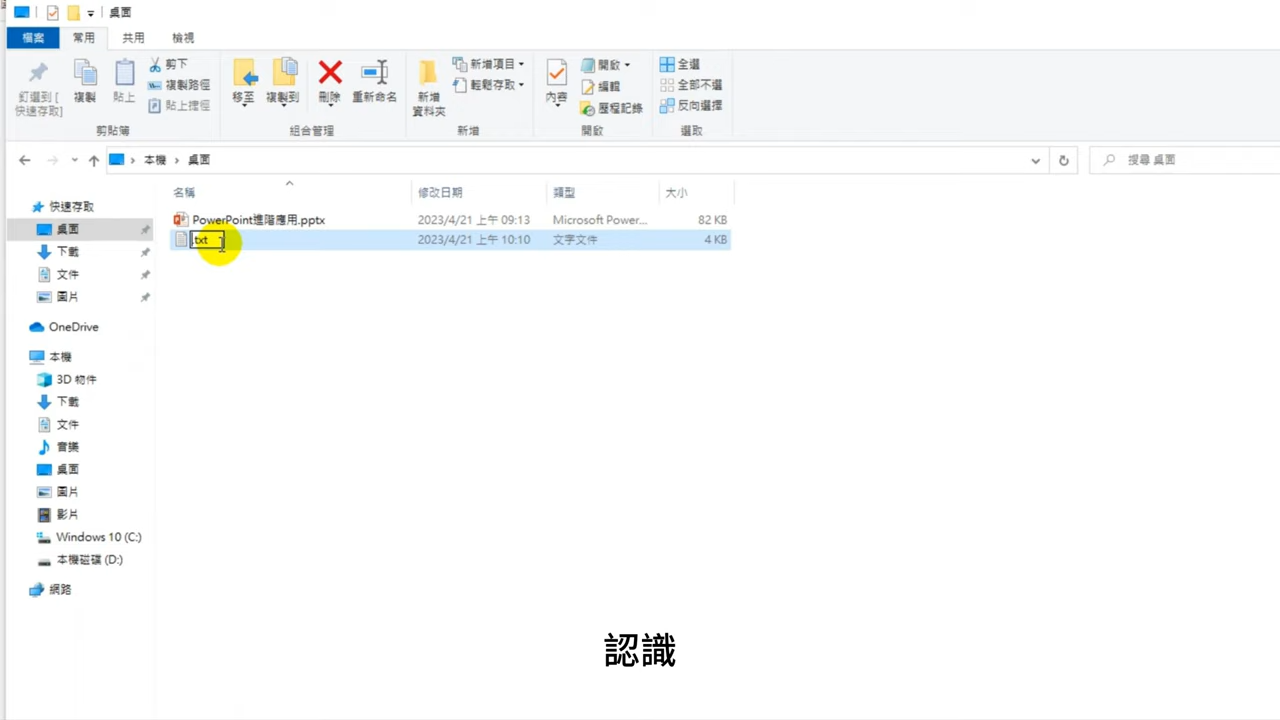 桌面
檔案 常用 共用 檢視
釘選到 [
快速存取]
複製
貼上
剪下
複製路徑
貼上捷徑
剪貼簿
移至
複製到
刪除
重新命名
組合管理
新增
資料夾
新增項目
輕鬆存取
新增
內容
開啟
編輯
歷程記錄
開啟
全選
全部不選
反向選擇
選取
本機 > 桌面
搜尋 桌面
名稱 修改日期 類型 大小
PowerPoint進階應用.pptx 2023/4/21 上午 09:13 Microsoft Power... 82 KB
.txt 2023/4/21 上午 10:10 文字文件 4 KB
快速存取
桌面
下載
文件
圖片
OneDrive
本機
3D 物件
下載
文件
音樂
桌面
圖片
影片
Windows 10 (C:)
本機磁碟 (D:)
網路
認識